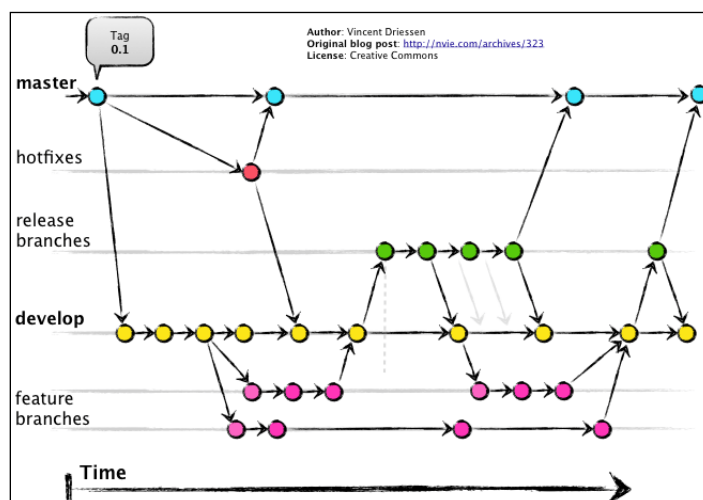 Tag
0.1
Author: Vincent Driessen
Original blog post: http://nvie.com/archives/323
License: Creative Commons
master
hotfixes
release
branches
develop
feature
branches
Time